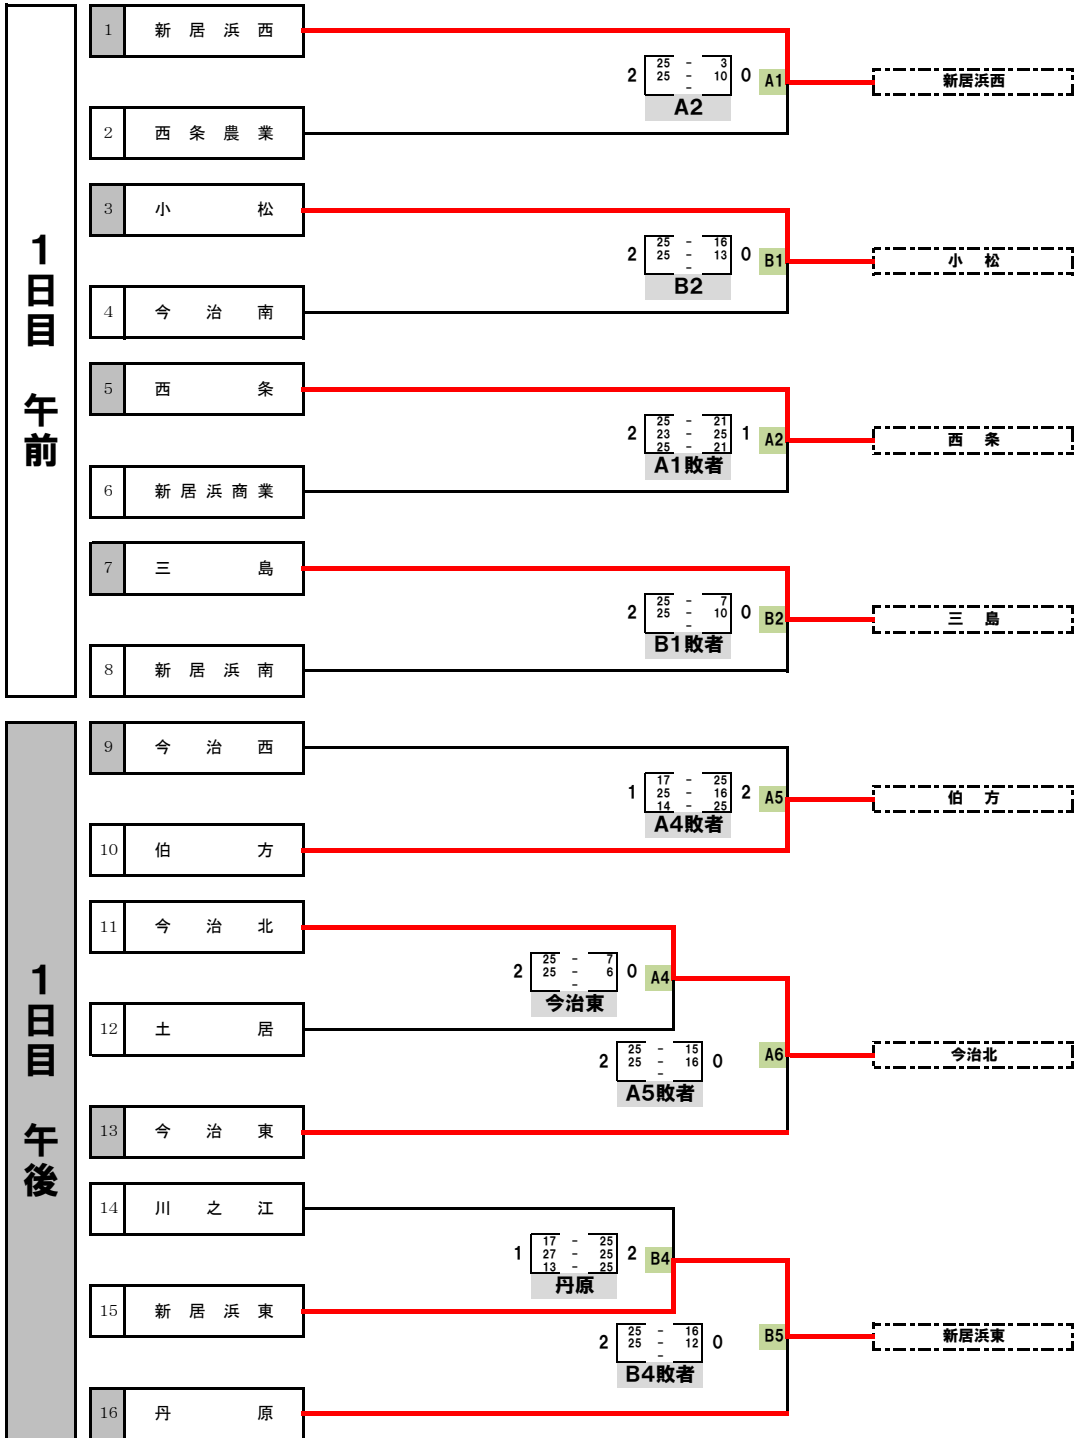 1日目 午前
1 新居浜西
25 - 3
2 25 - 10 0 A1
-
新居浜西
A2
2 西条農業
3 小松
25 - 16
2 25 - 13 0 B1
-
小松
B2
4 今治南
5 西条
25 - 21
2 23 - 25 1 A2
25 - 21
西条
A1敗者
6 新居浜商業
7 三島
25 - 7
2 25 - 10 0 B2
-
三島
B1敗者
8 新居浜南
1日目 午後
9 今治西
17 - 25
1 25 - 16 2 A5
14 - 25
伯方
A4敗者
10 伯方
11 今治北
25 - 7
2 25 - 6 0 A4
-
今治東
12 土居
25 - 15
2 25 - 16 0 A6
-
今治北
A5敗者
13 今治東
14 川之江
17 - 25
1 27 - 25 2 B4
13 - 25
丹原
15 新居浜東
25 - 16
2 25 - 12 0 B5
-
新居浜東
B4敗者
16 丹原